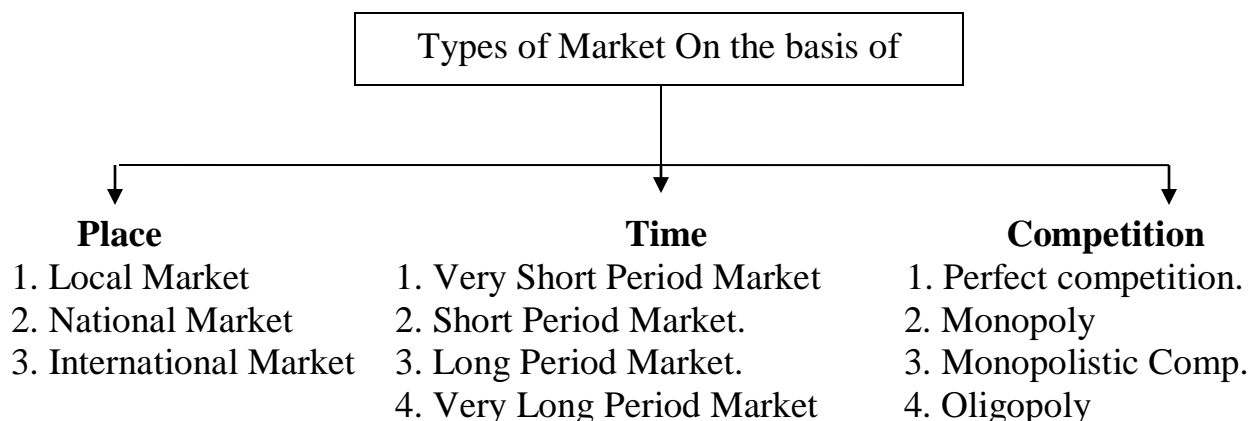 Types of Market On the basis of
Place
1. Local Market
2. National Market
3. International Market
Time
1. Very Short Period Market
2. Short Period Market.
3. Long Period Market.
4. Very Long Period Market
Competition
1. Perfect competition.
2. Monopoly
3. Monopolistic Comp.
4. Oligopoly